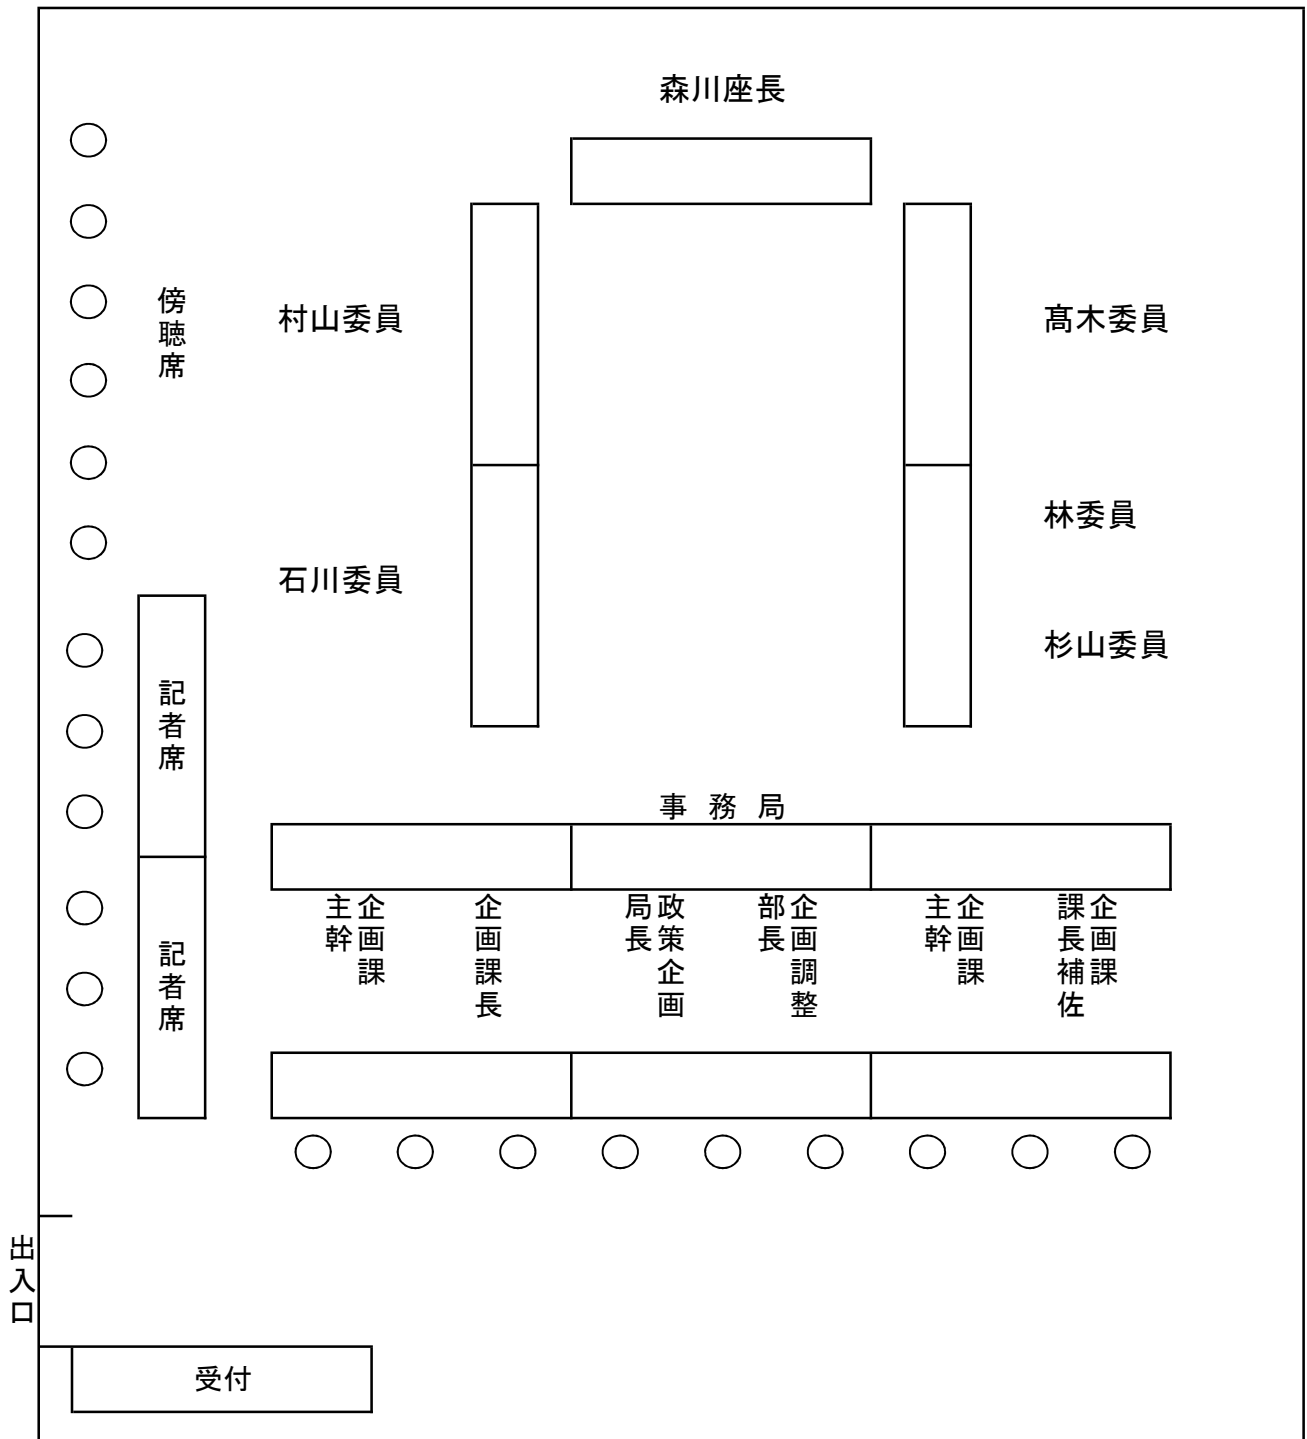 森川座長
傍聴席
村山委員
髙木委員
林委員
石川委員
杉山委員
記者席
事務局
企画課
主幹
企画課長
政策企画
局長
企画調整
部長
企画課
主幹
企画課
課長補佐
記者席
出入口
受付